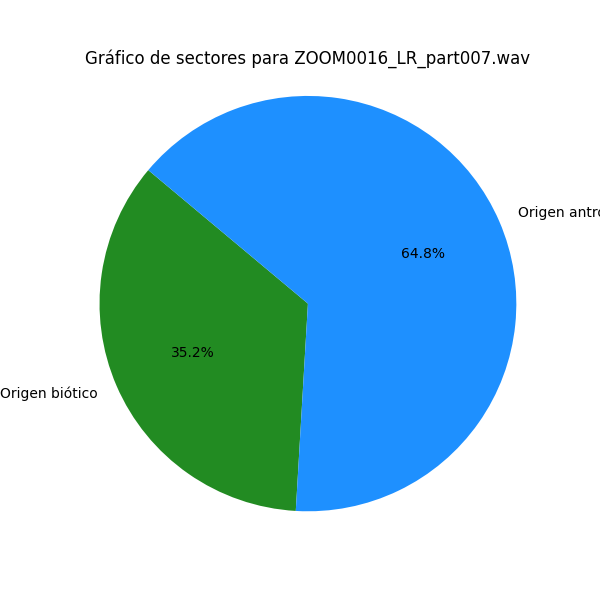 Gráfico de sectores para ZOOM0016_LR_part007.wav
Origen antro
64.8%
35.2%
Origen biótico